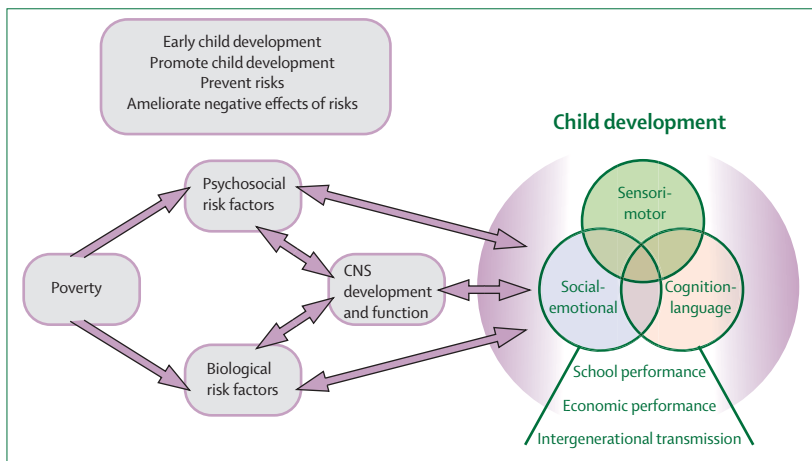 Early child development
Promote child development
Prevent risks
Ameliorate negative effects of risks
Child development
Psychosocial
risk factors
Sensori-
motor
Poverty
CNS
development
and function
Social-
emotional
Cognition-
language
Biological
risk factors
School performance
Economic performance
Intergenerational transmission